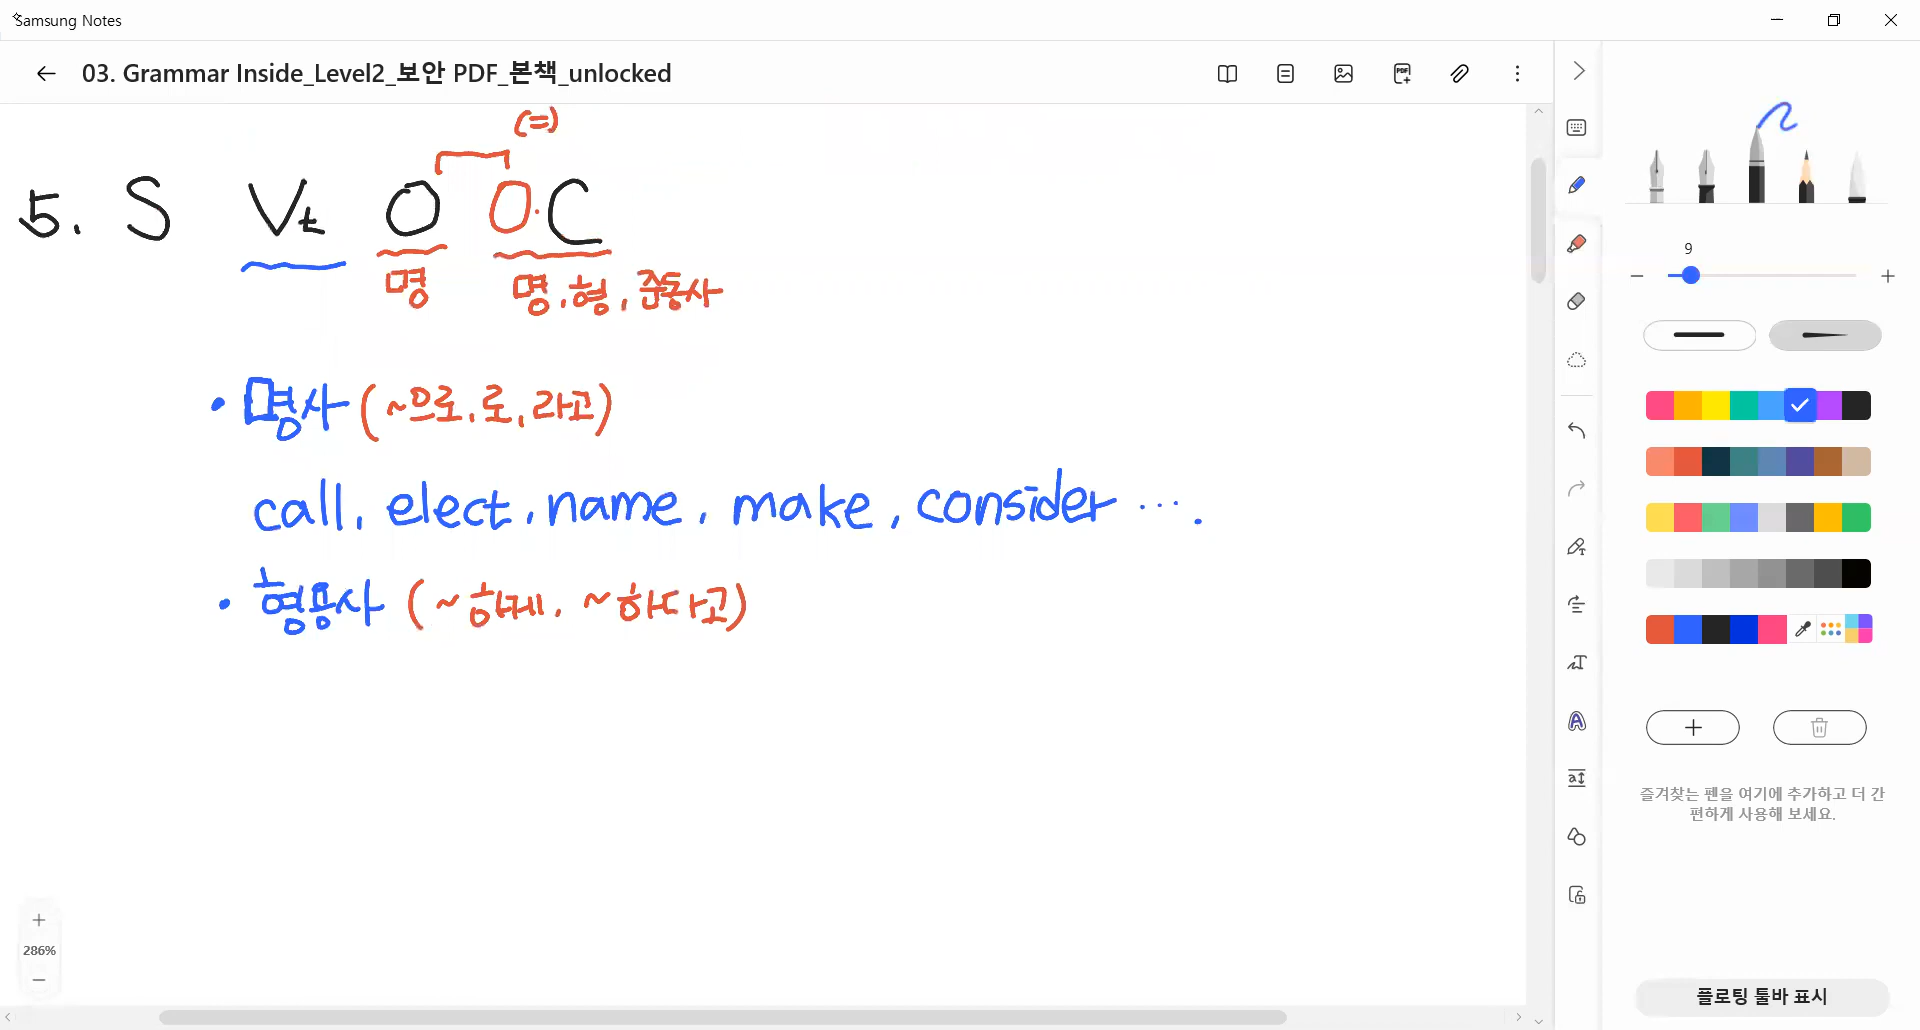 Samsung Notes
03. Grammar Inside_Level2_보안 PDF_본책_unlocked
(=)
5. S Vt O O.C
명 명, 형, 준동사
• 명사 (~으로, 로, 라고)
call, elect, name, make, consider ….
• 형용사 (~하게, ~하다고)
286%
9
즐겨찾는 펜을 여기에 추가하고 더 간
편하게 사용해 보세요.
플로팅 툴바 표시